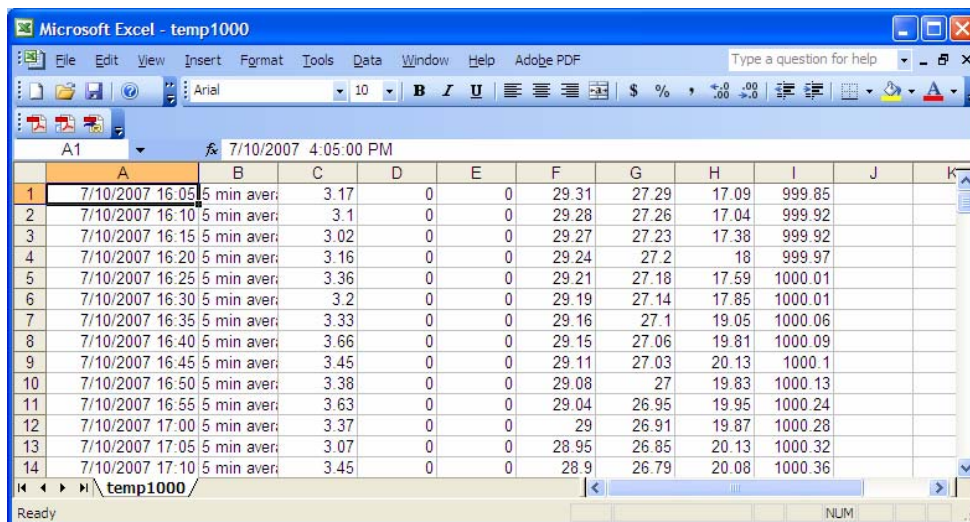 Microsoft Excel - temp1000
File Edit View Insert Format Tools Data Window Help Adobe PDF Type a question for help
Arial 10 B I U $ % ,
A1 fx 7/10/2007 4:05:00 PM
A B C D E F G H I J K
1 7/10/2007 16:05 5 min avera 3.17 0 0 29.31 27.29 17.09 999.85
2 7/10/2007 16:10 5 min avera 3.1 0 0 29.28 27.26 17.04 999.92
3 7/10/2007 16:15 5 min avera 3.02 0 0 29.27 27.23 17.38 999.92
4 7/10/2007 16:20 5 min avera 3.16 0 0 29.24 27.2 18 999.97
5 7/10/2007 16:25 5 min avera 3.36 0 0 29.21 27.18 17.59 1000.01
6 7/10/2007 16:30 5 min avera 3.2 0 0 29.19 27.14 17.85 1000.01
7 7/10/2007 16:35 5 min avera 3.33 0 0 29.16 27.1 19.05 1000.06
8 7/10/2007 16:40 5 min avera 3.66 0 0 29.15 27.06 19.81 1000.09
9 7/10/2007 16:45 5 min avera 3.45 0 0 29.11 27.03 20.13 1000.1
10 7/10/2007 16:50 5 min avera 3.38 0 0 29.08 27 19.83 1000.13
11 7/10/2007 16:55 5 min avera 3.63 0 0 29.04 26.95 19.95 1000.24
12 7/10/2007 17:00 5 min avera 3.37 0 0 29 26.91 19.87 1000.28
13 7/10/2007 17:05 5 min avera 3.07 0 0 28.95 26.85 20.13 1000.32
14 7/10/2007 17:10 5 min avera 3.45 0 0 28.9 26.79 20.08 1000.36
temp1000
Ready NUM